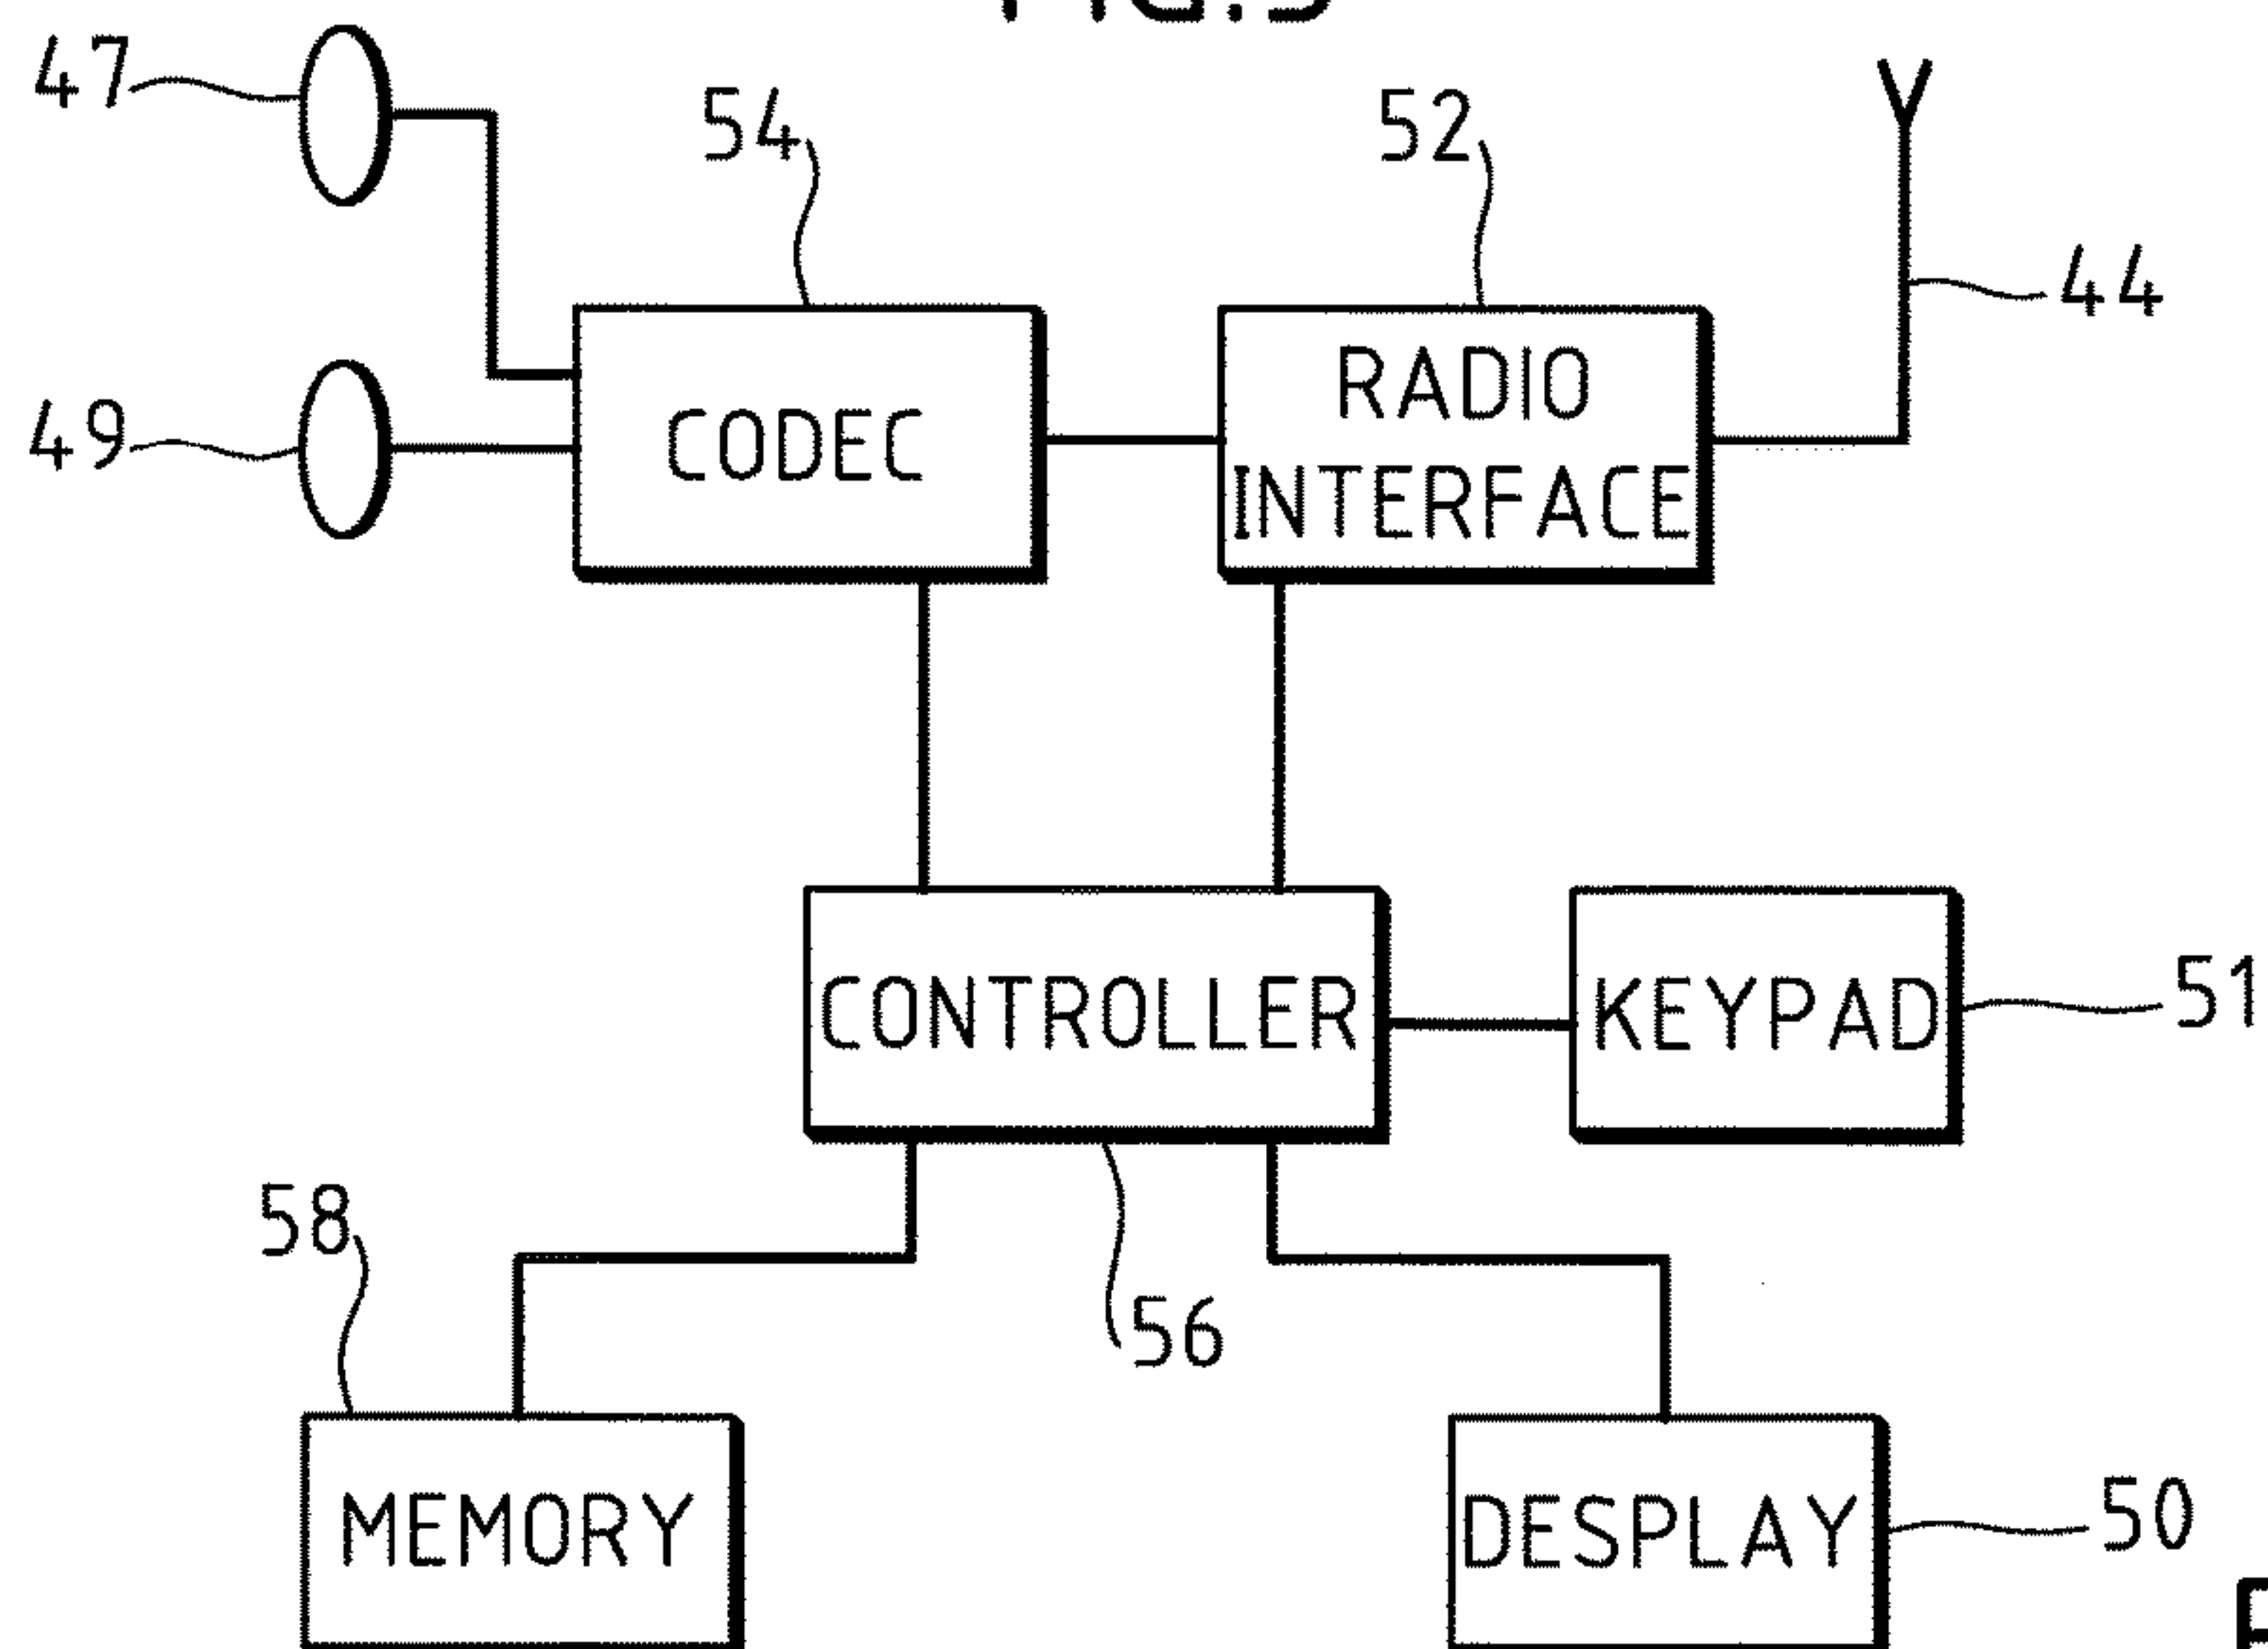 47
54
52
44
RADIO
INTERFACE
CODEC
49
CONTROLLER
KEYPAD
51
58
56
MEMORY
DESPLAY
50